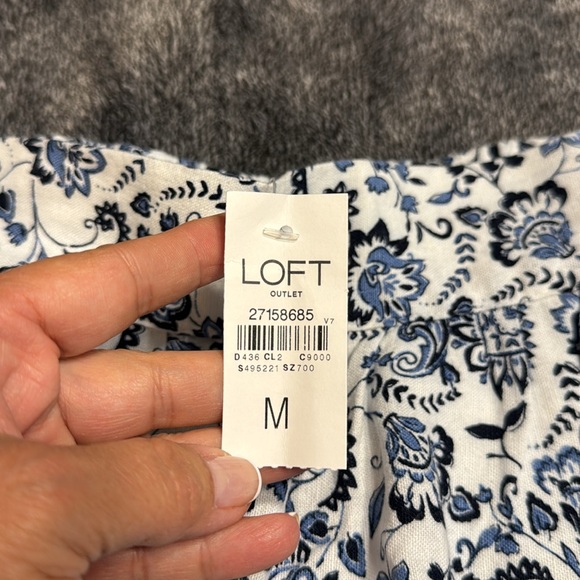 LOFT
OUTLET
27158685 V7
D436 CL2 C9000
S495221 SZ700
M